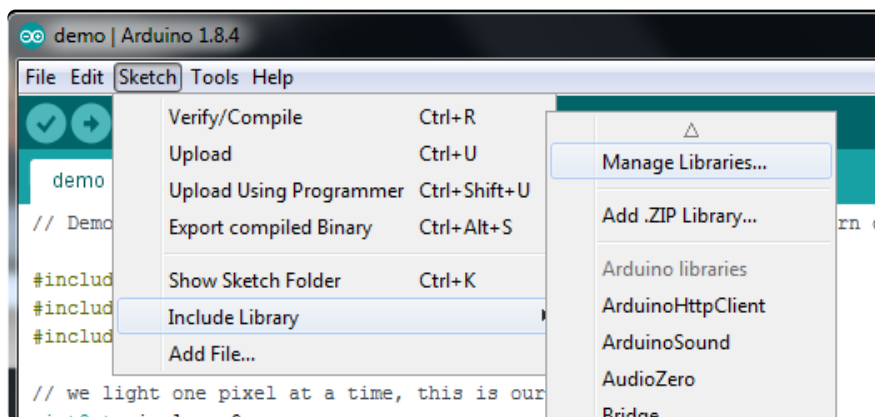 demo | Arduino 1.8.4
File Edit Sketch Tools Help
Verify/Compile Ctrl+R
Upload Ctrl+U
Upload Using Programmer Ctrl+Shift+U
Export compiled Binary Ctrl+Alt+S
Show Sketch Folder Ctrl+K
Include Library
Add File...
Manage Libraries...
Add .ZIP Library...
Arduino libraries
ArduinoHttpClient
ArduinoSound
AudioZero
Bridge
demo
// Demo
#includ
#includ
#includ
// we light one pixel at a time, this is our